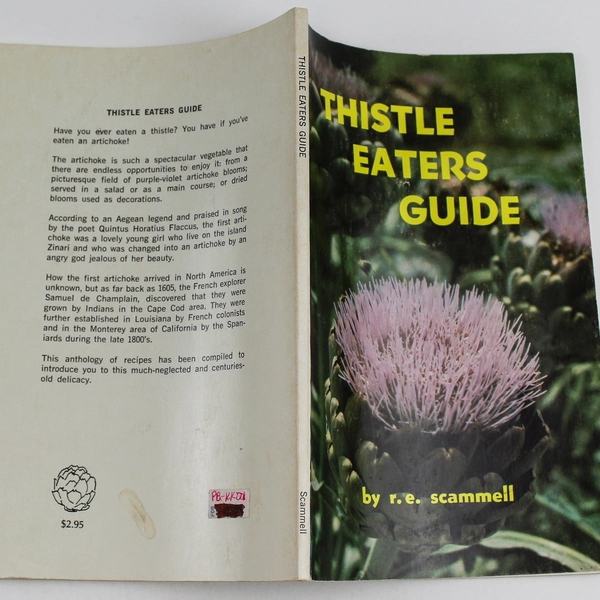 THISTLE EATERS GUIDE
Have you ever eaten a thistle? You have if you've
eaten an artichoke!
The artichoke is such a spectacular vegetable that
there are endless opportunities to enjoy it: from a
picturesque field of purple-violet artichoke blooms;
served in a salad or as a main course; or dried
blooms used as decorations.
According to an Aegean legend and praised in song
by the poet Quintus Horatius Flaccus, the first arti-
choke was a lovely young girl who live on the island
Zinari and who was changed into an artichoke by an
angry god jealous of her beauty.
How the first artichoke arrived in North America is
unknown, but as far back as 1605, the French explorer
Samuel de Champlain, discovered that they were
grown by Indians in the Cape Cod area. They were
further established in Louisiana by French colonists
and in the Monterey area of California by the Span-
iards during the late 1800's.
This anthology of recipes has been compiled to
introduce you to this much-neglected and centuries-
old delicacy.
$2.95
THISTLE EATERS GUIDE
Scammell
THISTLE
EATERS
GUIDE
by r.e. scammell